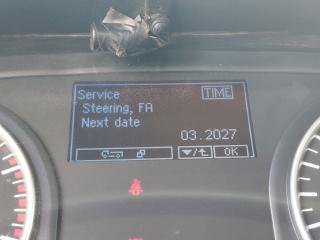 Service TIME
Steering, FA
Next date
03.2027
OK